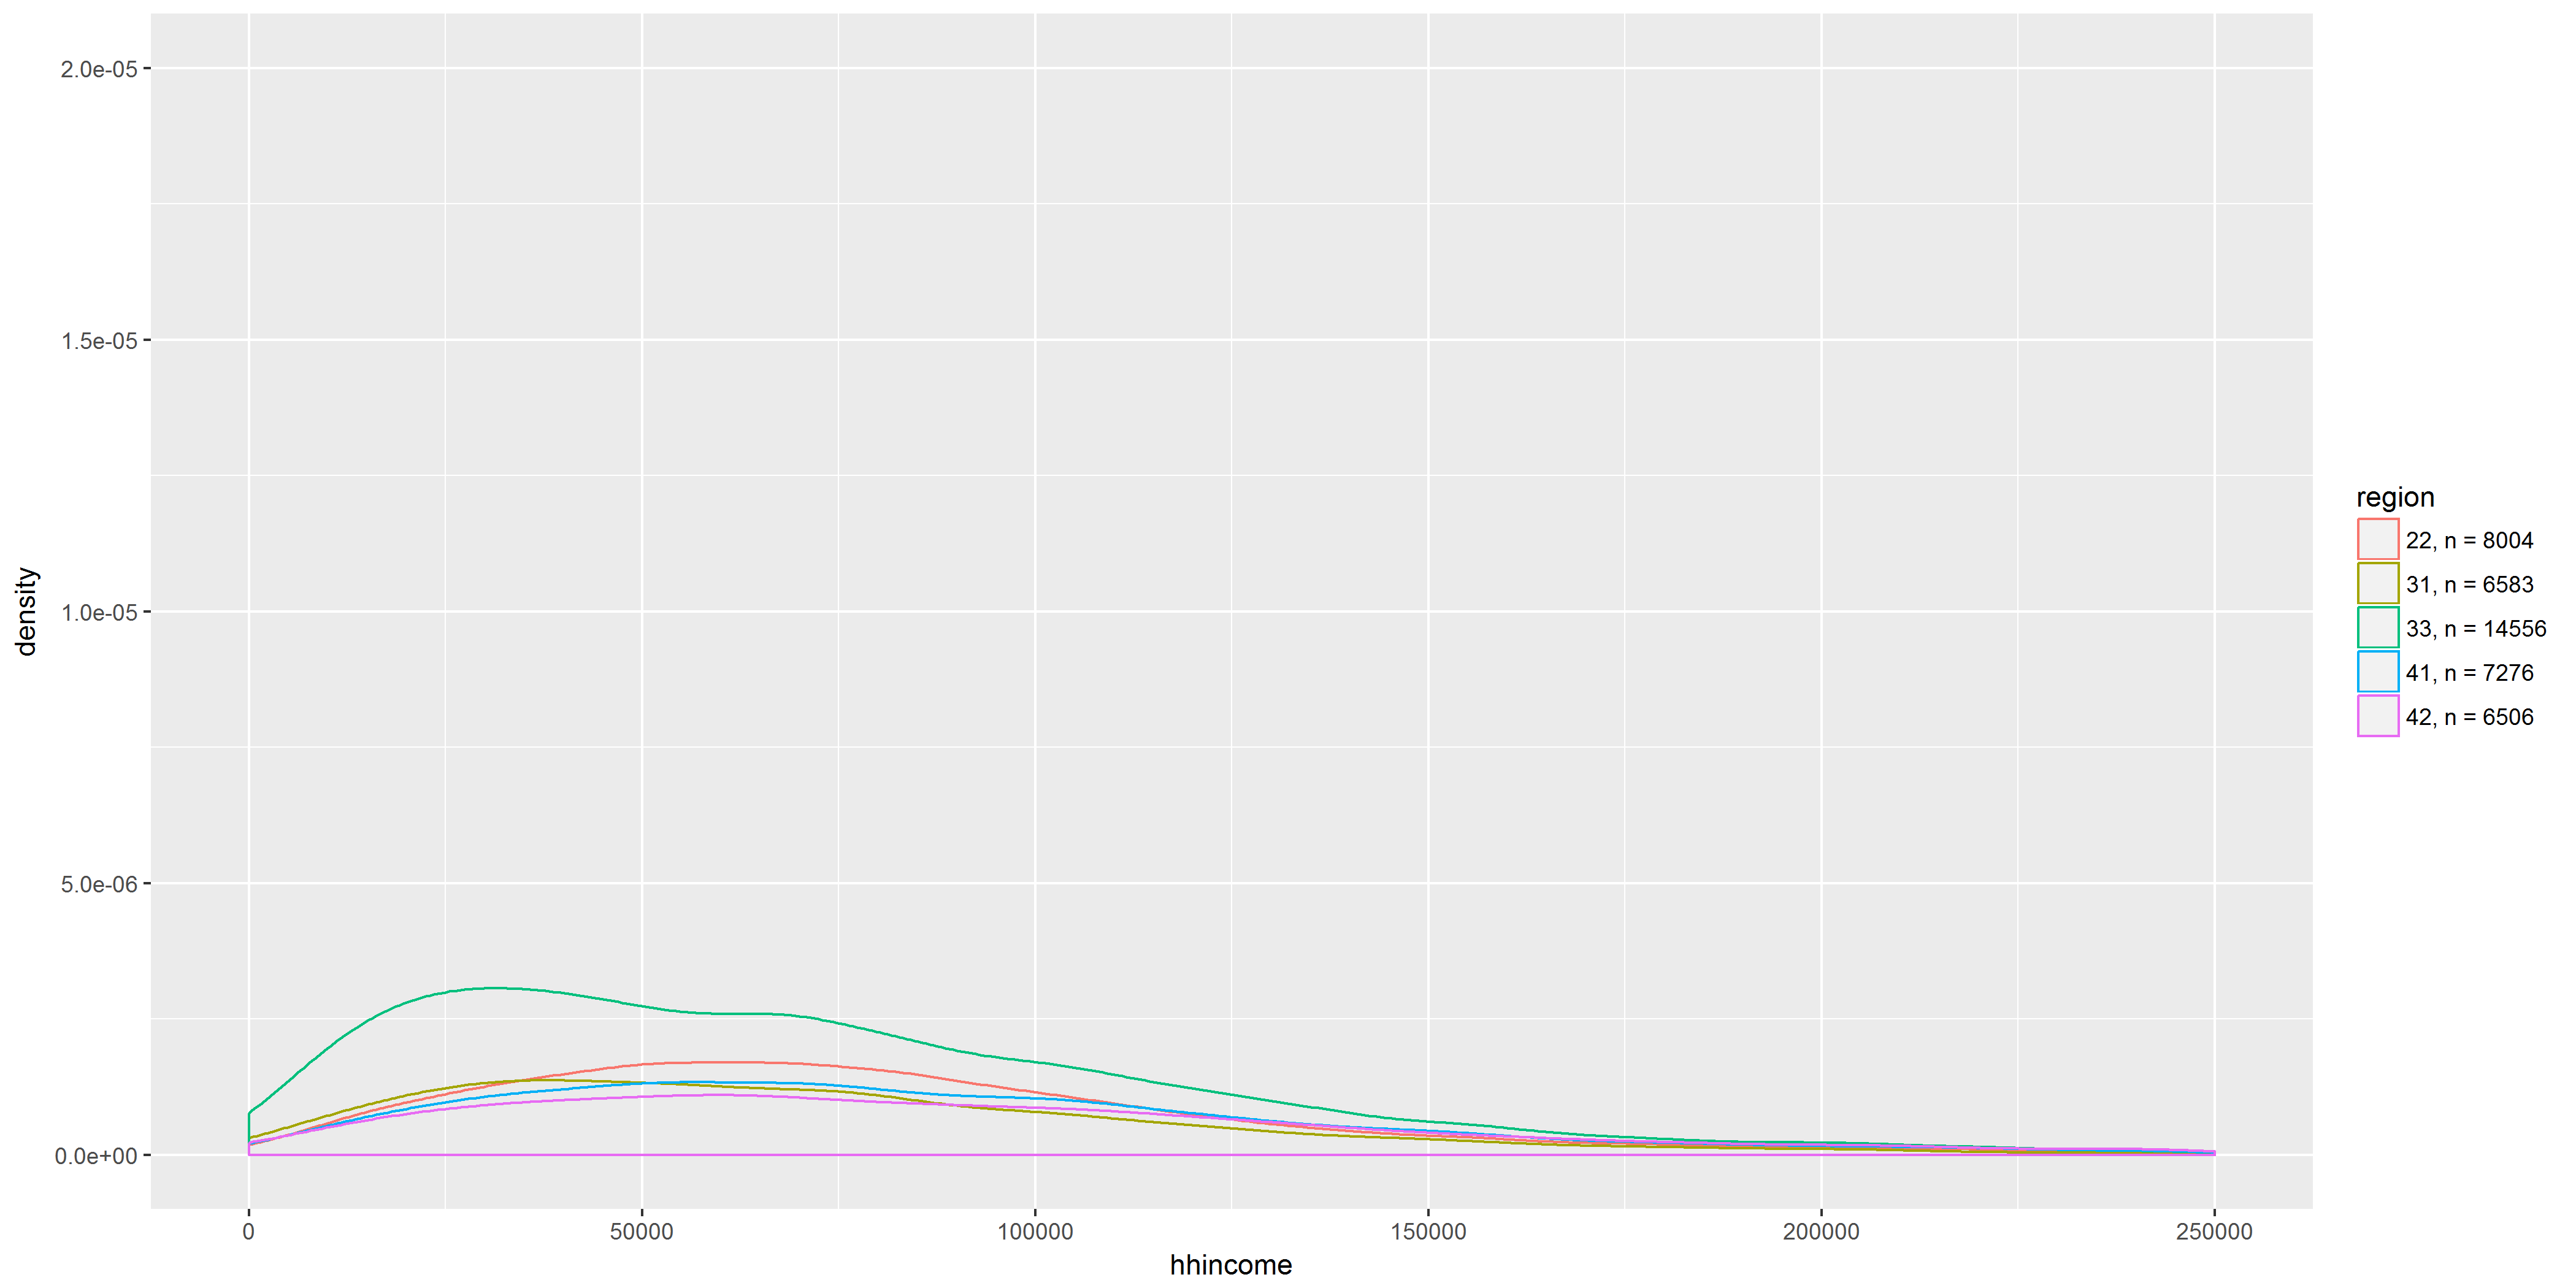 2.0e-05
1.5e-05
1.0e-05
5.0e-06
0.0e+00
density
0 50000 100000 150000 200000 250000
hhincome
region
22, n = 8004
31, n = 6583
33, n = 14556
41, n = 7276
42, n = 6506